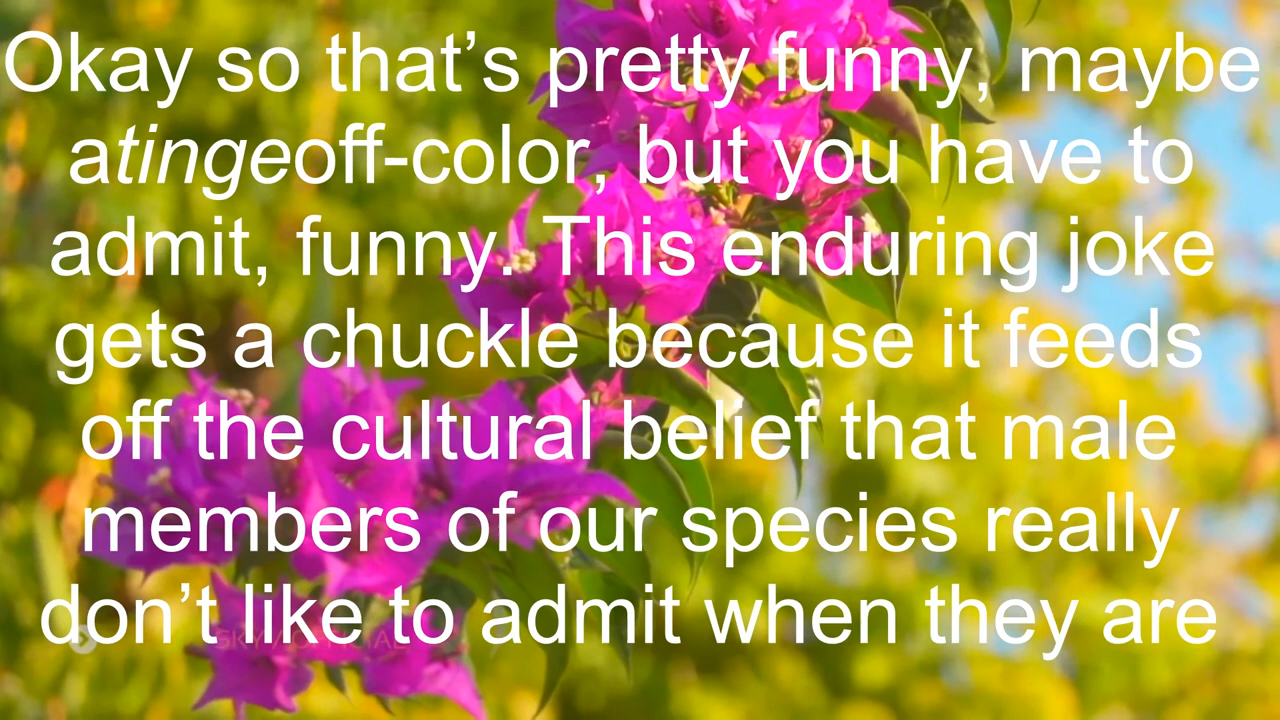 Okay so that’s pretty funny, maybe
atingeoff-color, but you have to
admit, funny. This enduring joke
gets a chuckle because it feeds
off the cultural belief that male
members of our species really
don’t like to admit when they are